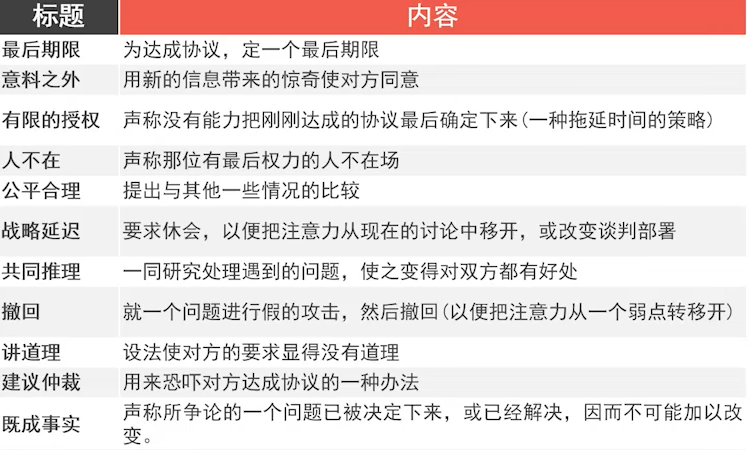 标题 内容
最后期限 为达成协议，定一个最后期限
意料之外 用新的信息带来的惊奇使对方同意
有限的授权 声称没有能力把刚刚达成的协议最后确定下来(一种拖延时间的策略)
人不在 声称那位有最后权力的人不在场
公平合理 提出与其他一些情况的比较
战略延迟 要求休会，以便把注意力从现在的讨论中移开，或改变谈判部署
共同推理 一同研究处理遇到的问题，使之变得对双方都有好处
撤回 就一个问题进行假的攻击，然后撤回(以便把注意力从一个弱点转移开)
讲道理 设法使对方的要求显得没有道理
建议仲裁 用来恐吓对方达成协议的一种办法
既成事实 声称所争论的一个问题已被决定下来，或已经解决，因而不可能加以改
变。